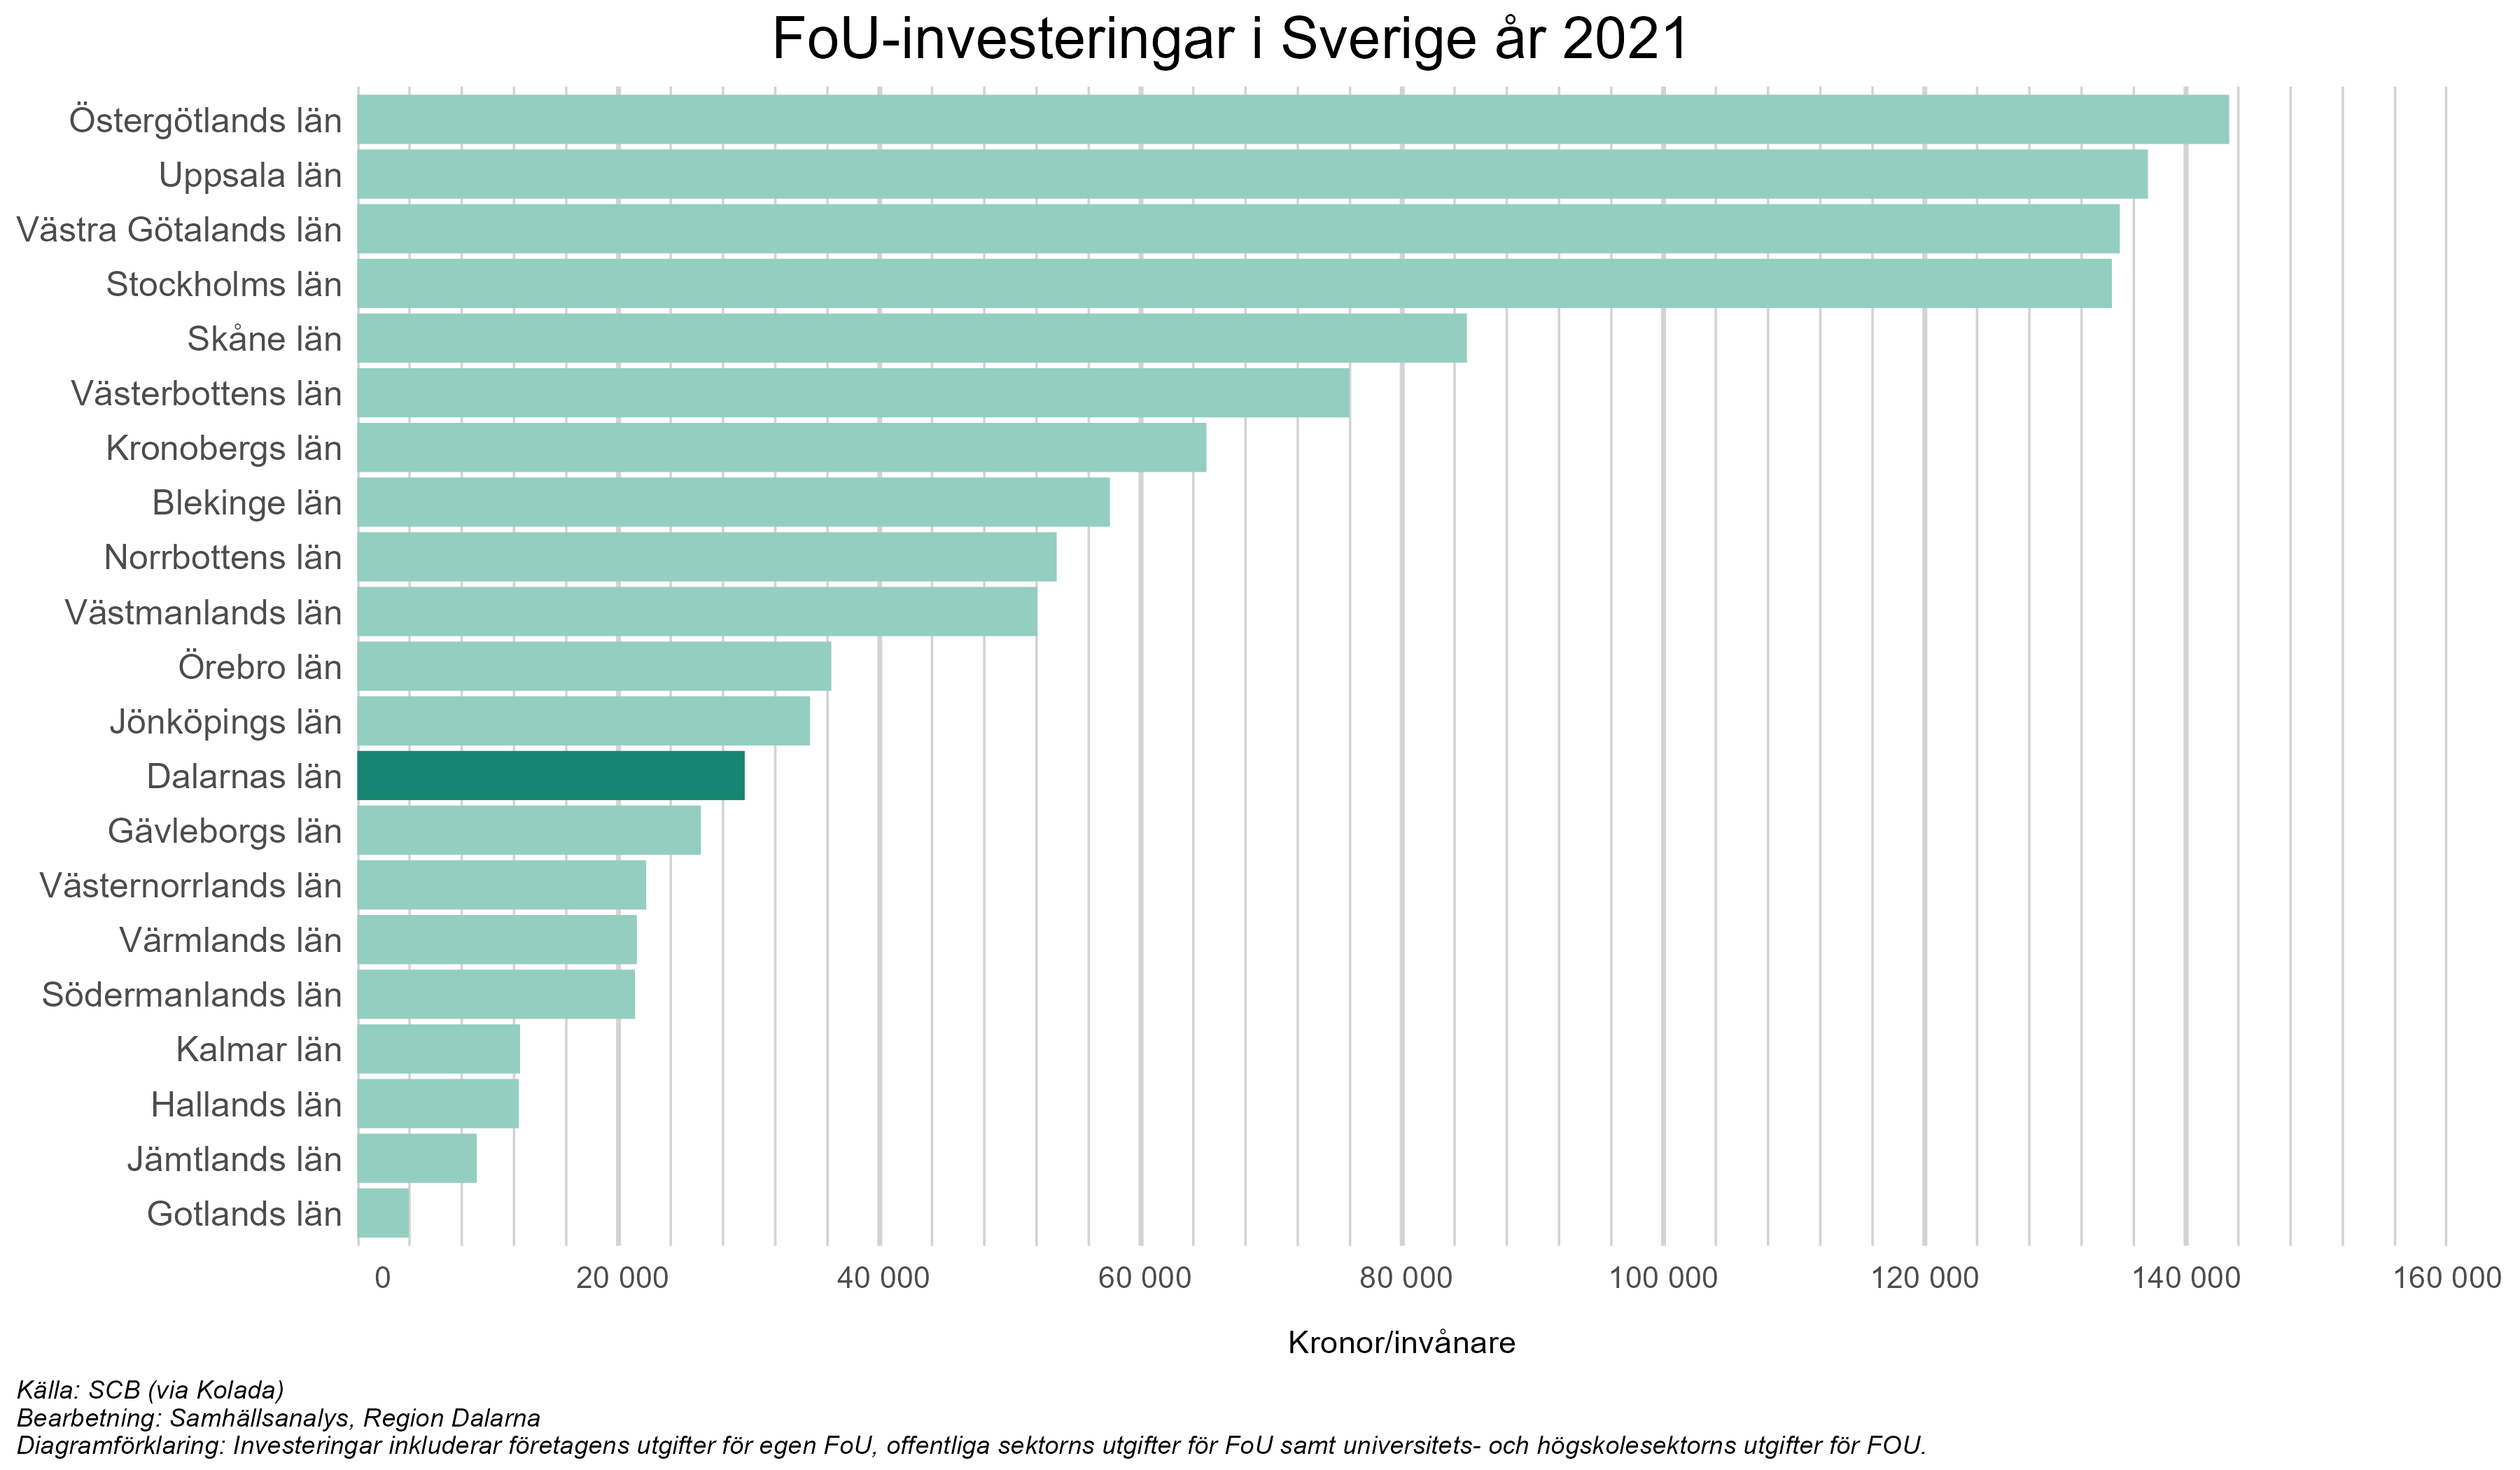 FoU-investeringar i Sverige år 2021
Östergötlands län
Uppsala län
Västra Götalands län
Stockholms län
Skåne län
Västerbottens län
Kronobergs län
Blekinge län
Norrbottens län
Västmanlands län
Örebro län
Jönköpings län
Dalarnas län
Gävleborgs län
Västernorrlands län
Värmlands län
Södermanlands län
Kalmar län
Hallands län
Jämtlands län
Gotlands län
0 20 000 40 000 60 000 80 000 100 000 120 000 140 000 160 000
Kronor/invånare
Källa: SCB (via Kolada)
Bearbetning: Samhällsanalys, Region Dalarna
Diagramförklaring: Investeringar inkluderar företagens utgifter för egen FoU, offentliga sektorns utgifter för FoU samt universitets- och högskolesektorns utgifter för FOU.